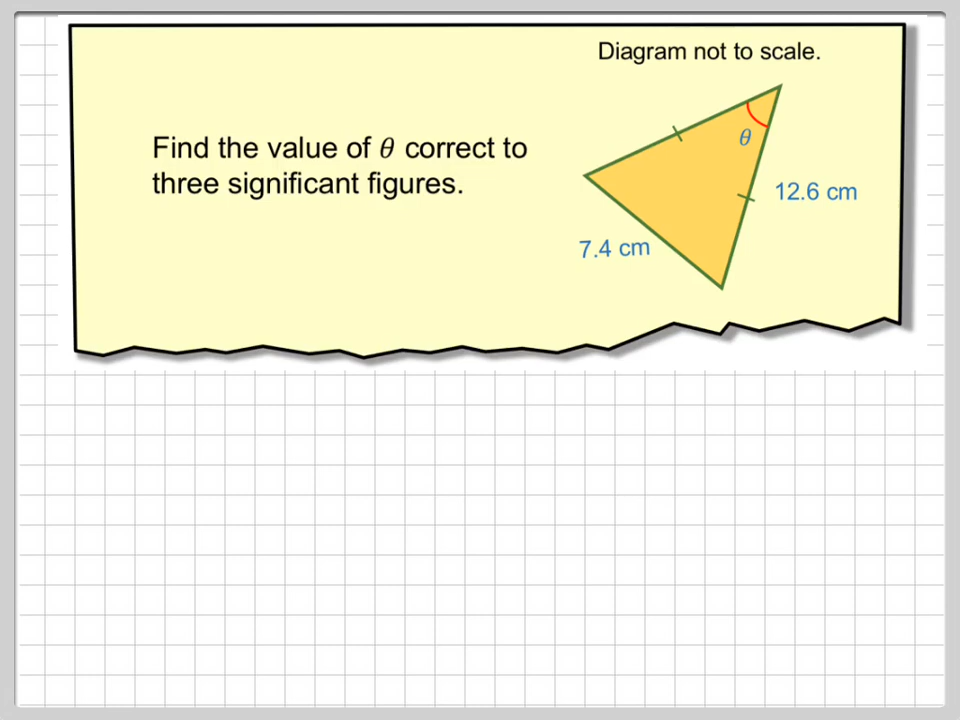 Diagram not to scale.
Find the value of θ correct to
three significant figures.
θ
12.6 cm
7.4 cm